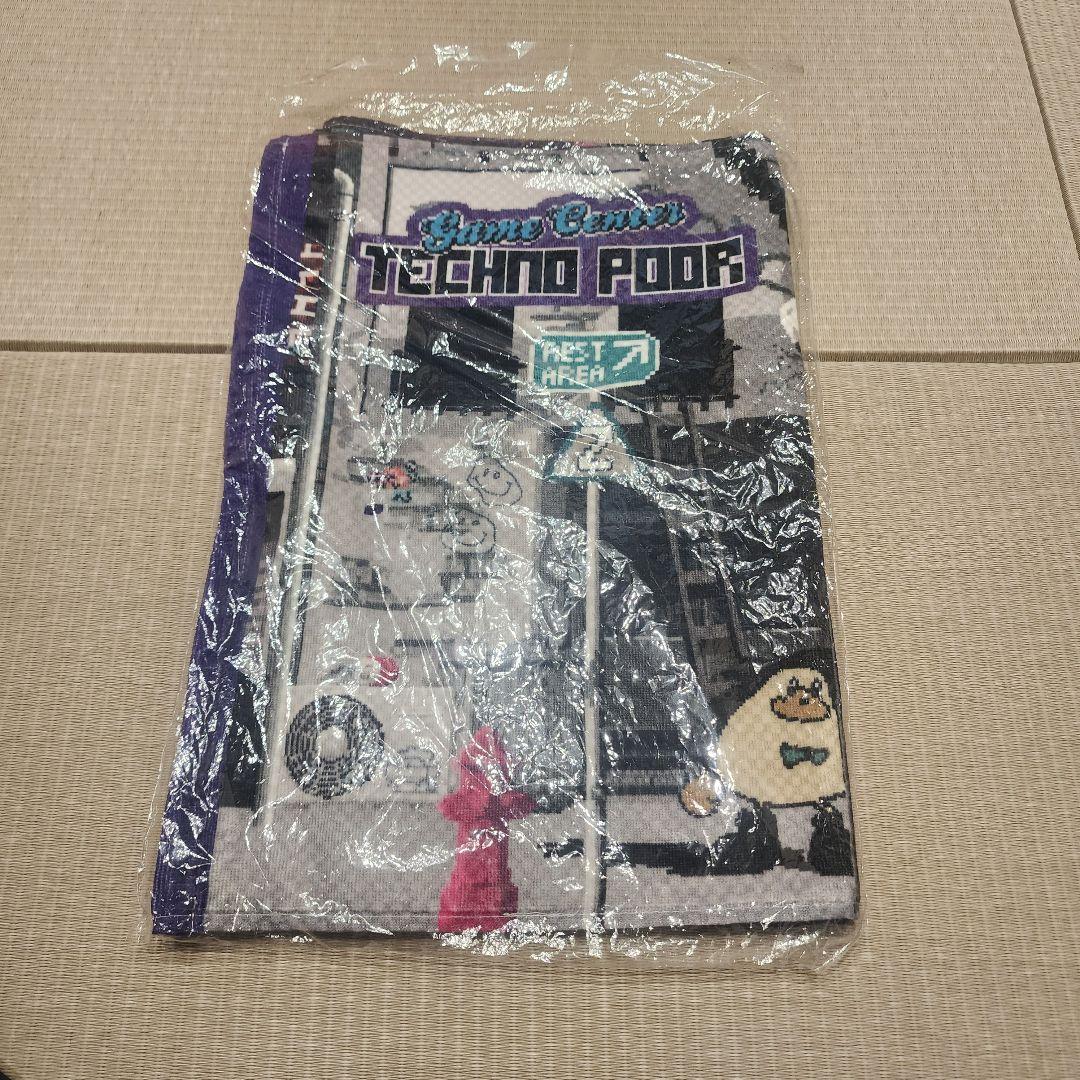 Game Center
TECHNO POOR
REST
AREA
Z